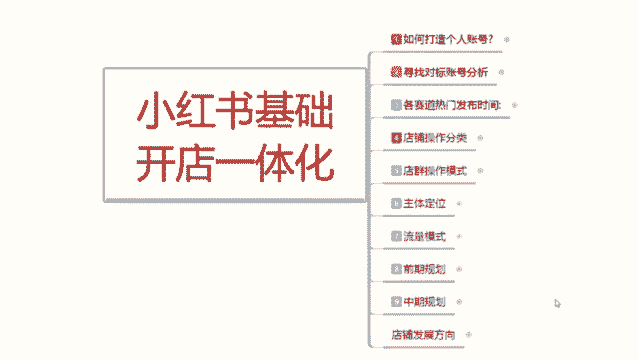 小红书基础
开店一体化
1 如何打造个人账号?
2 寻找对标账号分析
3 各赛道热门发布时间:
4 店铺操作分类
5 店群操作模式
6 主体定位
7 流量模式
8 前期规划
9 中期规划
店铺发展方向